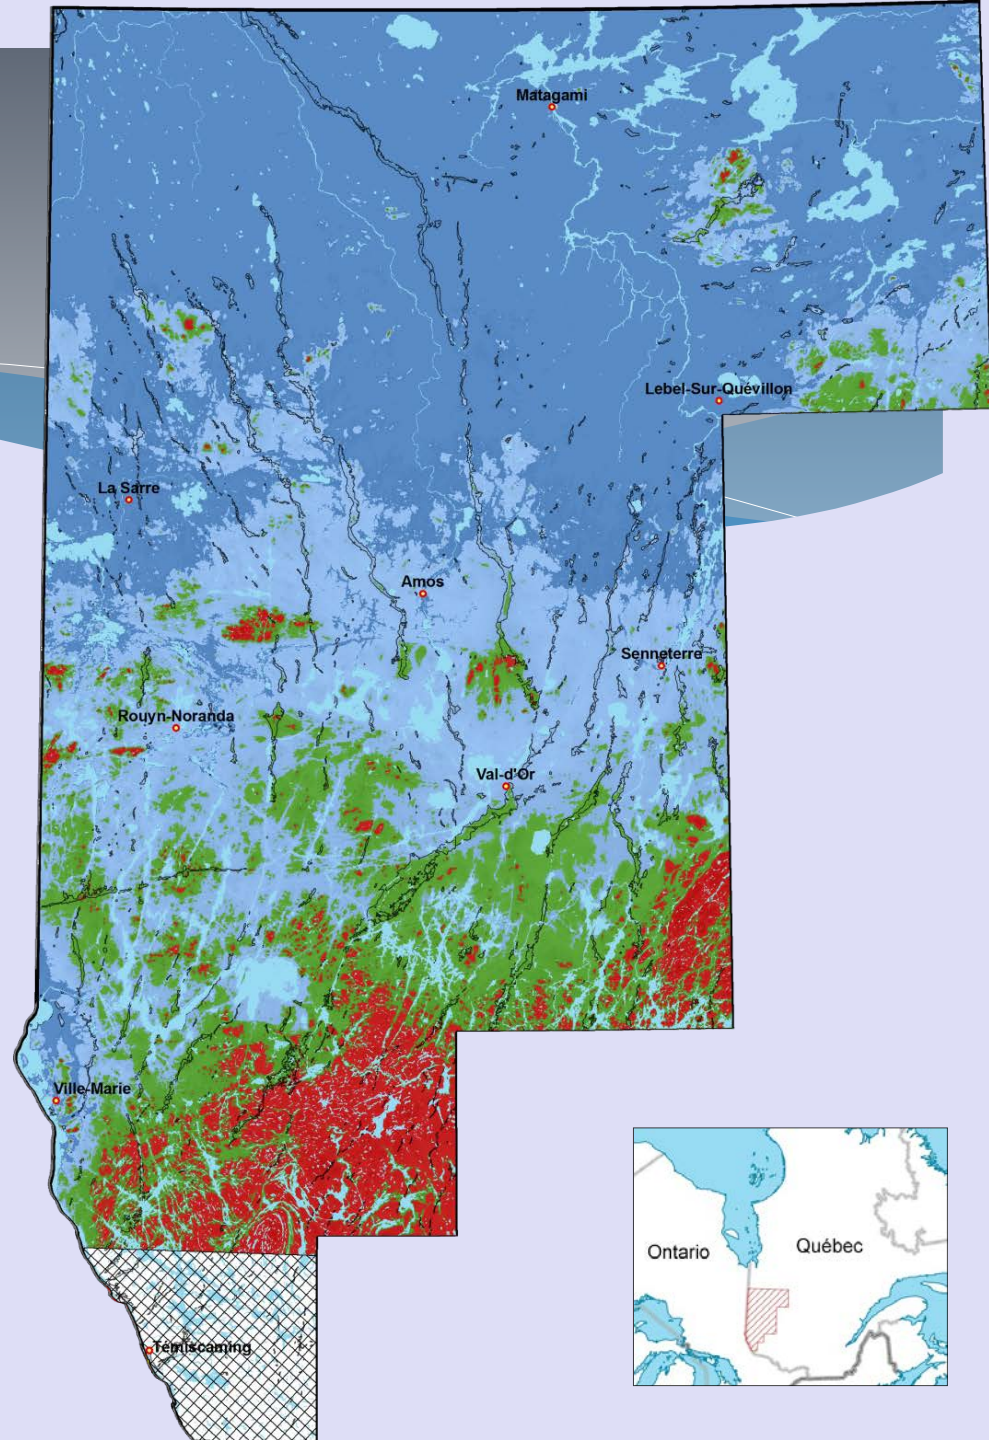 Matagami
Lebel-Sur-Quévillon
La Sarre
Amos
Senneterre
Rouyn-Noranda
Val-d'Or
Ville-Marie
Ontario
Québec
Témiscaming